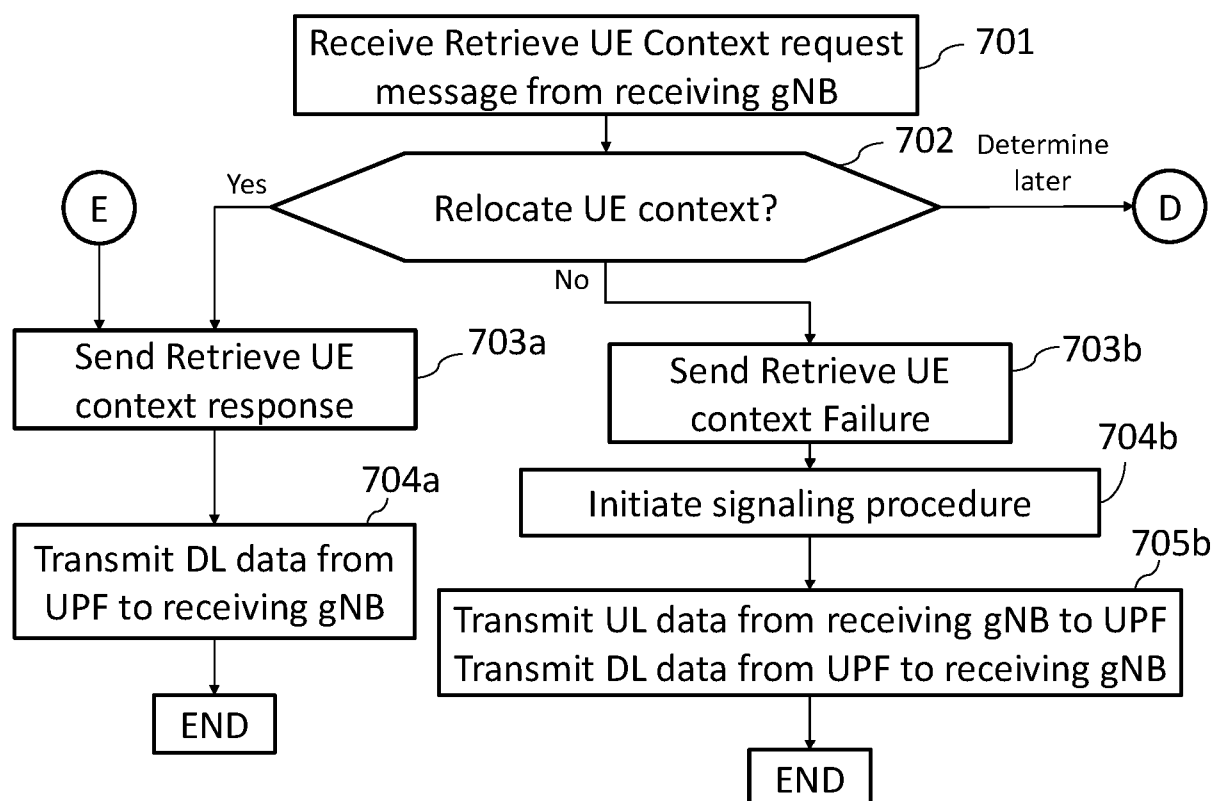 Receive Retrieve UE Context request
message from receiving gNB
701
702
Determine
later
Yes
E
Relocate UE context?
D
No
703a
Send Retrieve UE
context response
703b
Send Retrieve UE
context Failure
704b
704a
Initiate signaling procedure
705b
Transmit DL data from
UPF to receiving gNB
Transmit UL data from receiving gNB to UPF
Transmit DL data from UPF to receiving gNB
END
END